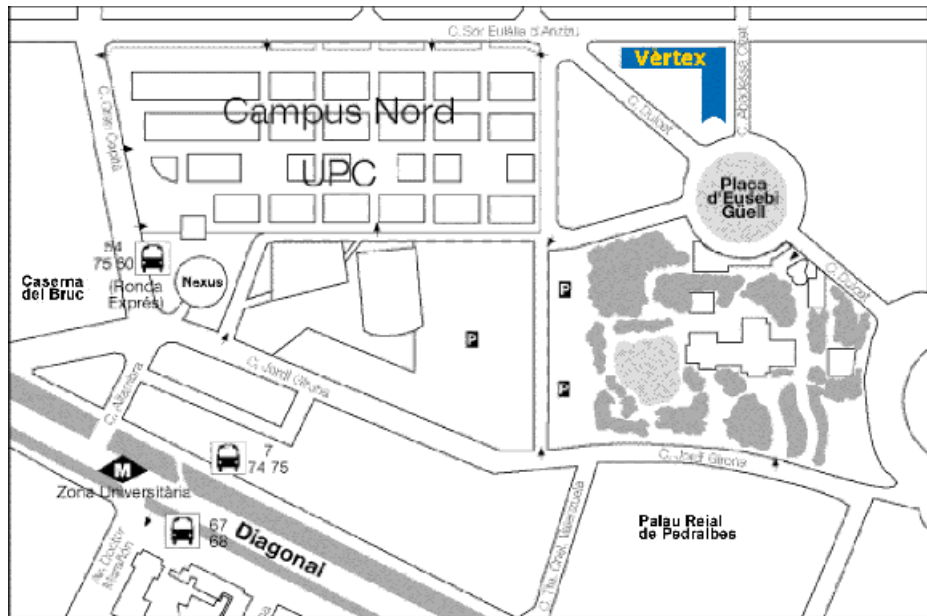 C. Sor Eulàlia d'Anzizu
Vèrtex
C. Abadessa Olzet
C. Gran Capità
C. Dulcet
Campus Nord
UPC
Plaça
d'Eusebi
Güell
75 60
(Ronda
Exprés)
Caserna
del Bruc
Nexus
C. Dulcet
P
P
P
C. Jordi Girona
C. Alhambra
7
74 75
M
Zona Universitària
C. Jordi Girona
67
68
Diagonal
Palau Reial
de Pedralbes
Av. Doctor
Marañón
C. Tte. Cnel. Valenzuela